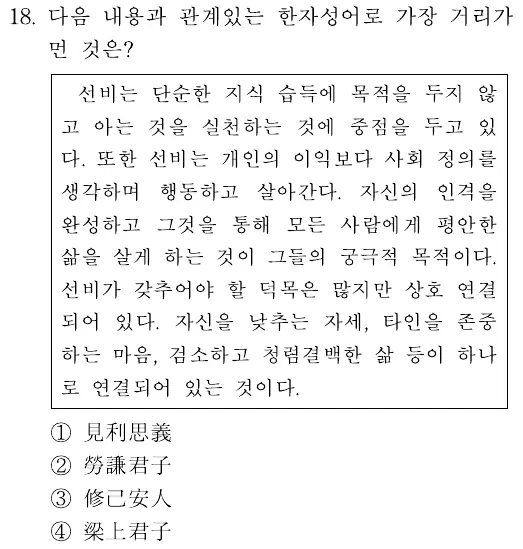 18. 다음 내용과 관계있는 한자성어로 가장 거리가
먼 것은?
선비는 단순한 지식 습득에 목적을 두지 않
고 아는 것을 실천하는 것에 중점을 두고 있
다. 또한 선비는 개인의 이익보다 사회 정의를
생각하며 행동하고 살아간다. 자신의 인격을
완성하고 그것을 통해 모든 사람에게 평안한
삶을 살게 하는 것이 그들의 궁극적 목적이다.
선비가 갖추어야 할 덕목은 많지만 상호 연결
되어 있다. 자신을 낮추는 자세, 타인을 존중
하는 마음, 검소하고 청렴결백한 삶 등이 하나
로 연결되어 있는 것이다.
① 見利思義
② 勞謙君子
③ 修己安人
④ 梁上君子